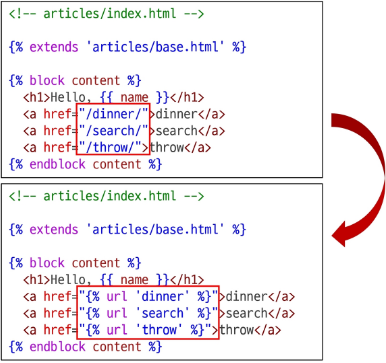 <!-- articles/index.html -->
{% extends 'articles/base.html' %}
{% block content %}
<h1>Hello, {{ name }}</h1>
<a href="/dinner/">dinner</a>
<a href="/search/">search</a>
<a href="/throw/">throw</a>
{% endblock content %}
<!-- articles/index.html -->
{% extends 'articles/base.html' %}
{% block content %}
<h1>Hello, {{ name }}</h1>
<a href="{% url 'dinner' %}">dinner</a>
<a href="{% url 'search' %}">search</a>
<a href="{% url 'throw' %}">throw</a>
{% endblock content %}